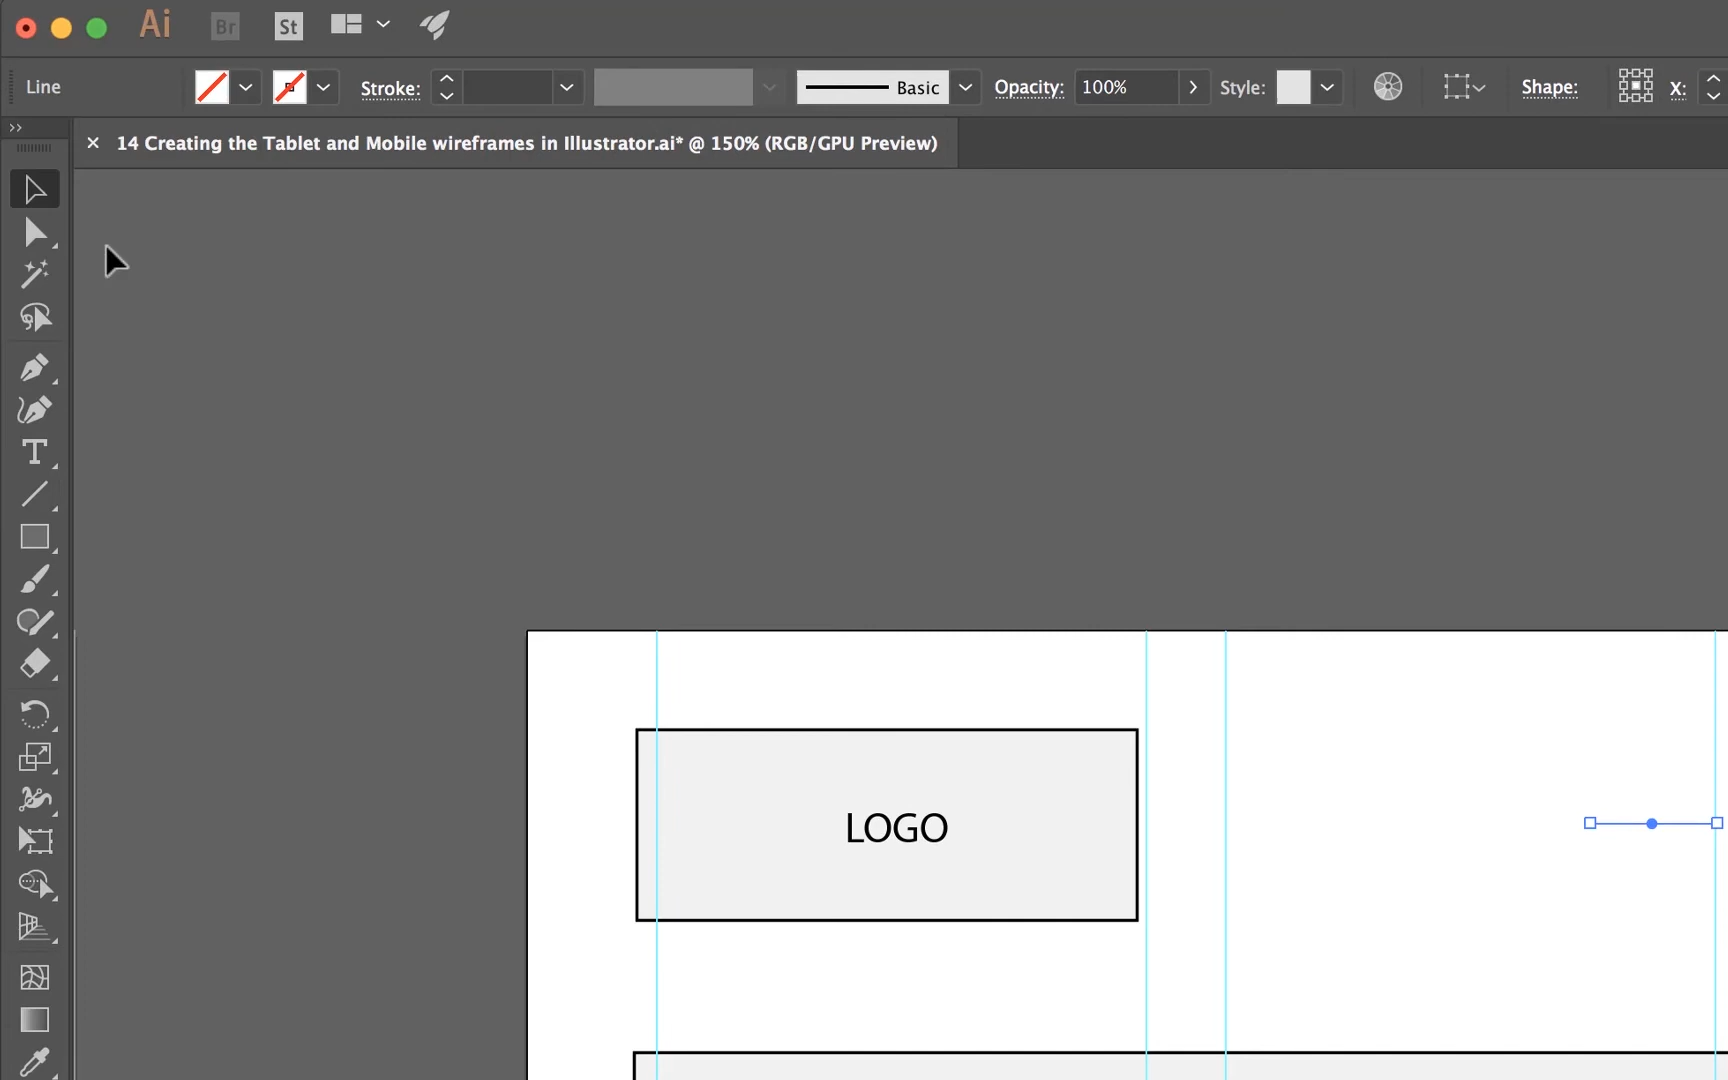 Ai Br St
Line Stroke: Basic Opacity: 100% Style: Shape: X:
14 Creating the Tablet and Mobile wireframes in Illustrator.ai* @ 150% (RGB/GPU Preview)
LOGO